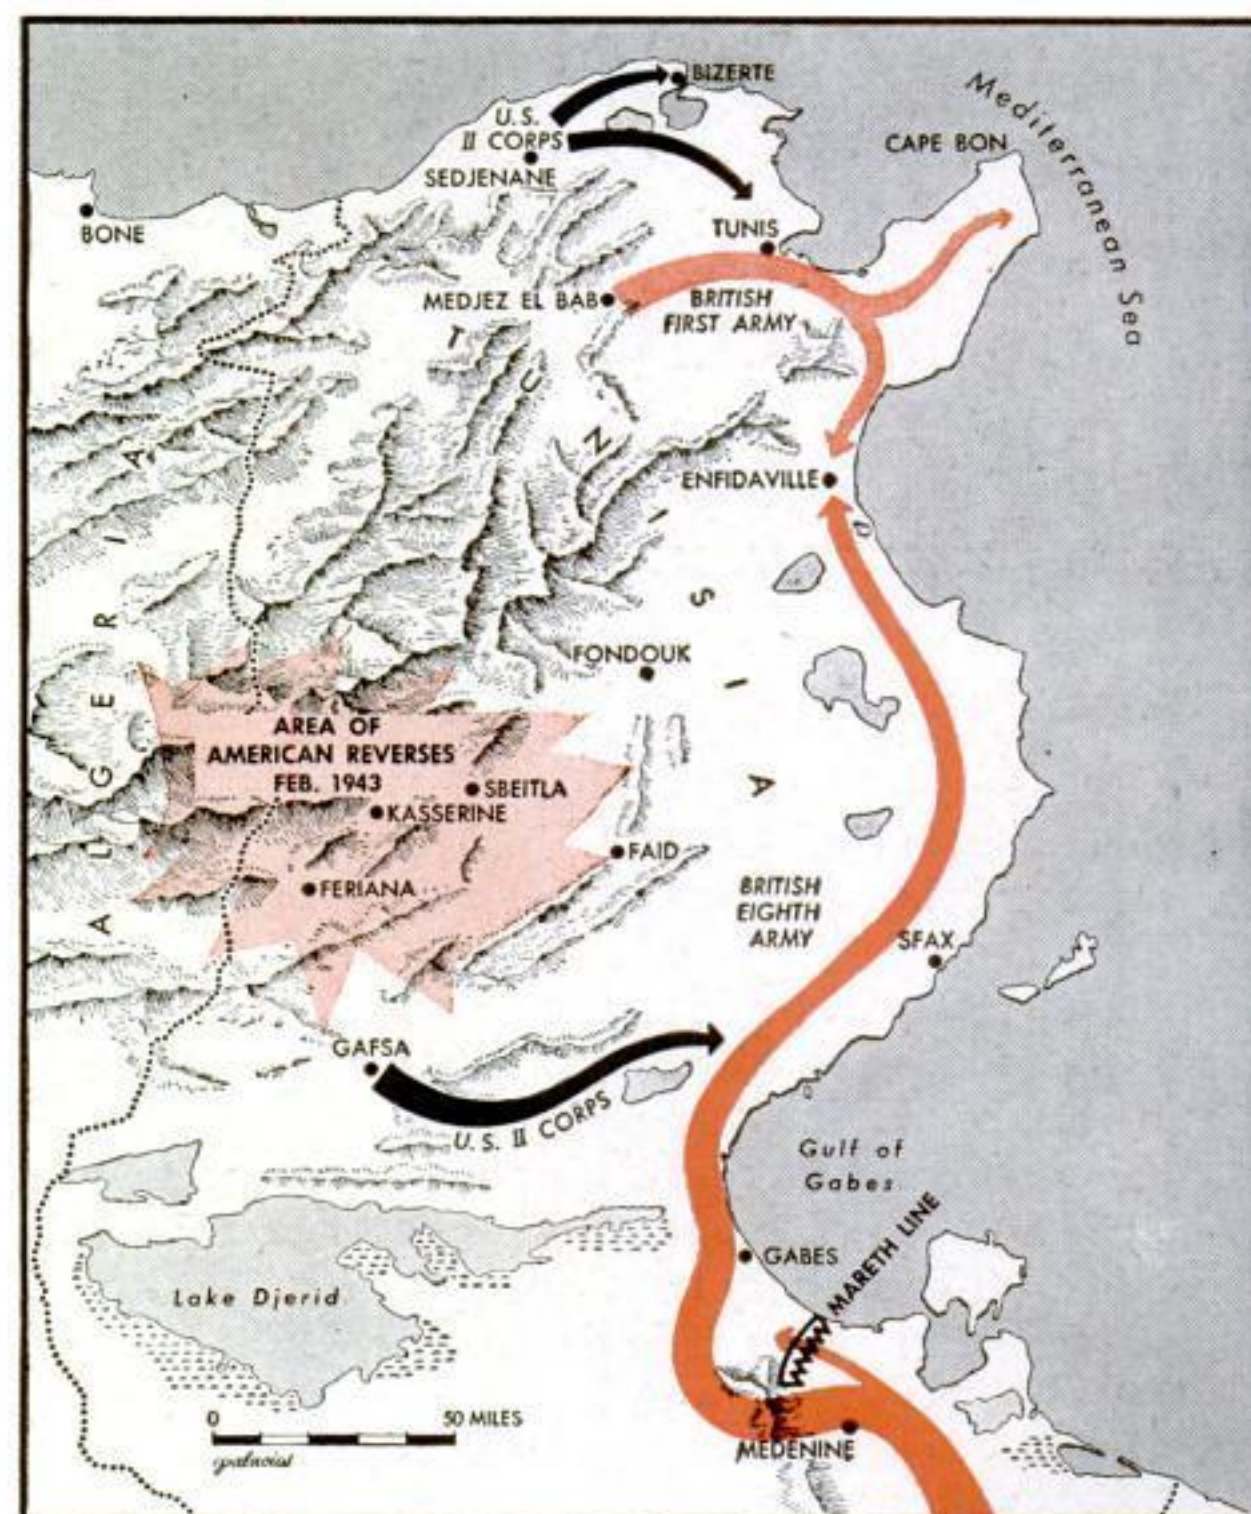 BIZERTE
U.S.
II CORPS
SEDJENANE
Mediterranean Sea
CAPE BON
BONE
TUNIS
MEDJEZ EL BAB
BRITISH
FIRST ARMY
TUNISIA
ALGERIA
ENFIDAVILLE
FONDOUK
AREA OF
AMERICAN REVERSES
FEB. 1943
SBEITLA
KASSERINE
FAID
FERIANA
BRITISH
EIGHTH
ARMY
SFAX
GAFSA
U.S. II CORPS
Gulf of
Gabes
MARETH LINE
GABES
Lake Djerid
0 50 MILES
MEDENINE